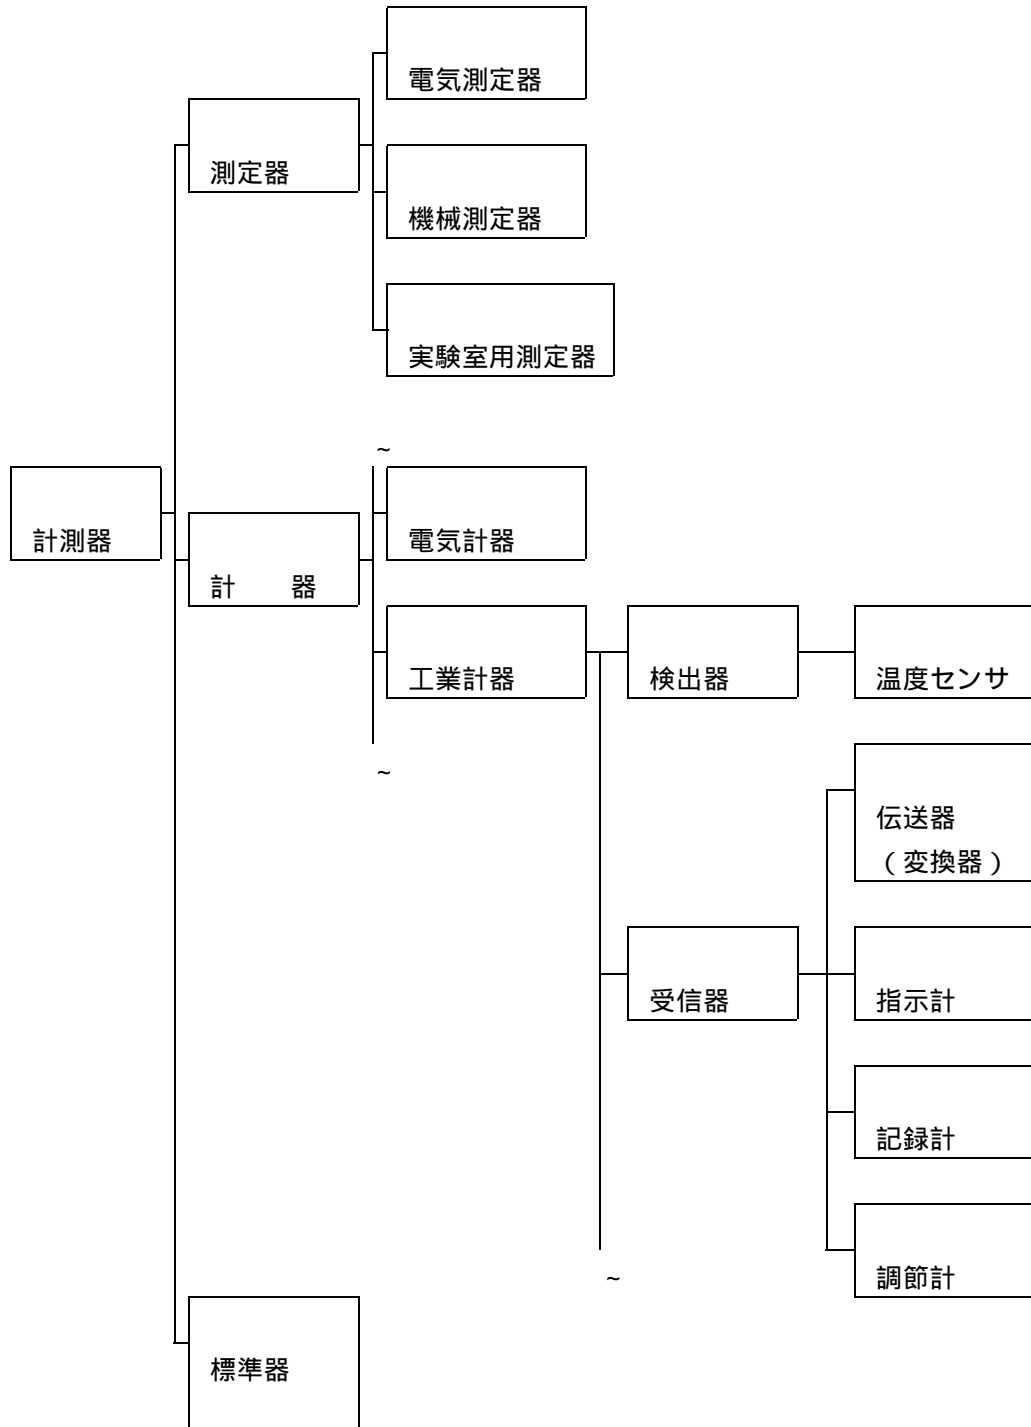 電気測定器
測定器
機械測定器
実験室用測定器
~
計測器
電気計器
計　　器
工業計器
検出器
温度センサ
~
伝送器
（変換器）
受信器
指示計
記録計
調節計
~
標準器